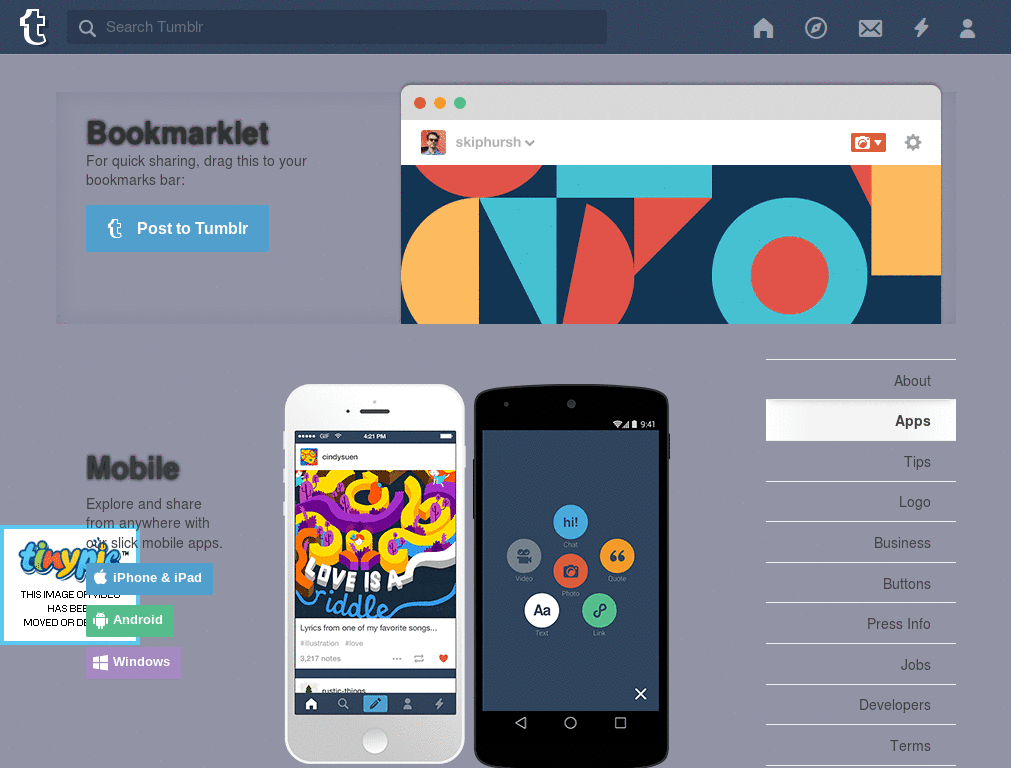 Search Tumblr
Bookmarklet
For quick sharing, drag this to your
bookmarks bar:
Post to Tumblr
skiphursh
About
Apps
Tips
Logo
Business
Buttons
Press Info
Jobs
Developers
Terms
Mobile
Explore and share
from anywhere with
our slick mobile apps.
tinypic™
THIS IMAGE OR VIDEO
HAS BEE
MOVED OR DE
iPhone & iPad
Android
Windows
GIF
4:21 PM
cindysuen
LOVE IS A
riddle
Lyrics from one of my favorite songs...
#illustration #love
3,217 notes
rustic-things
9:41
hi!
Chat
Video
Quote
Photo
Aa
Text
Link